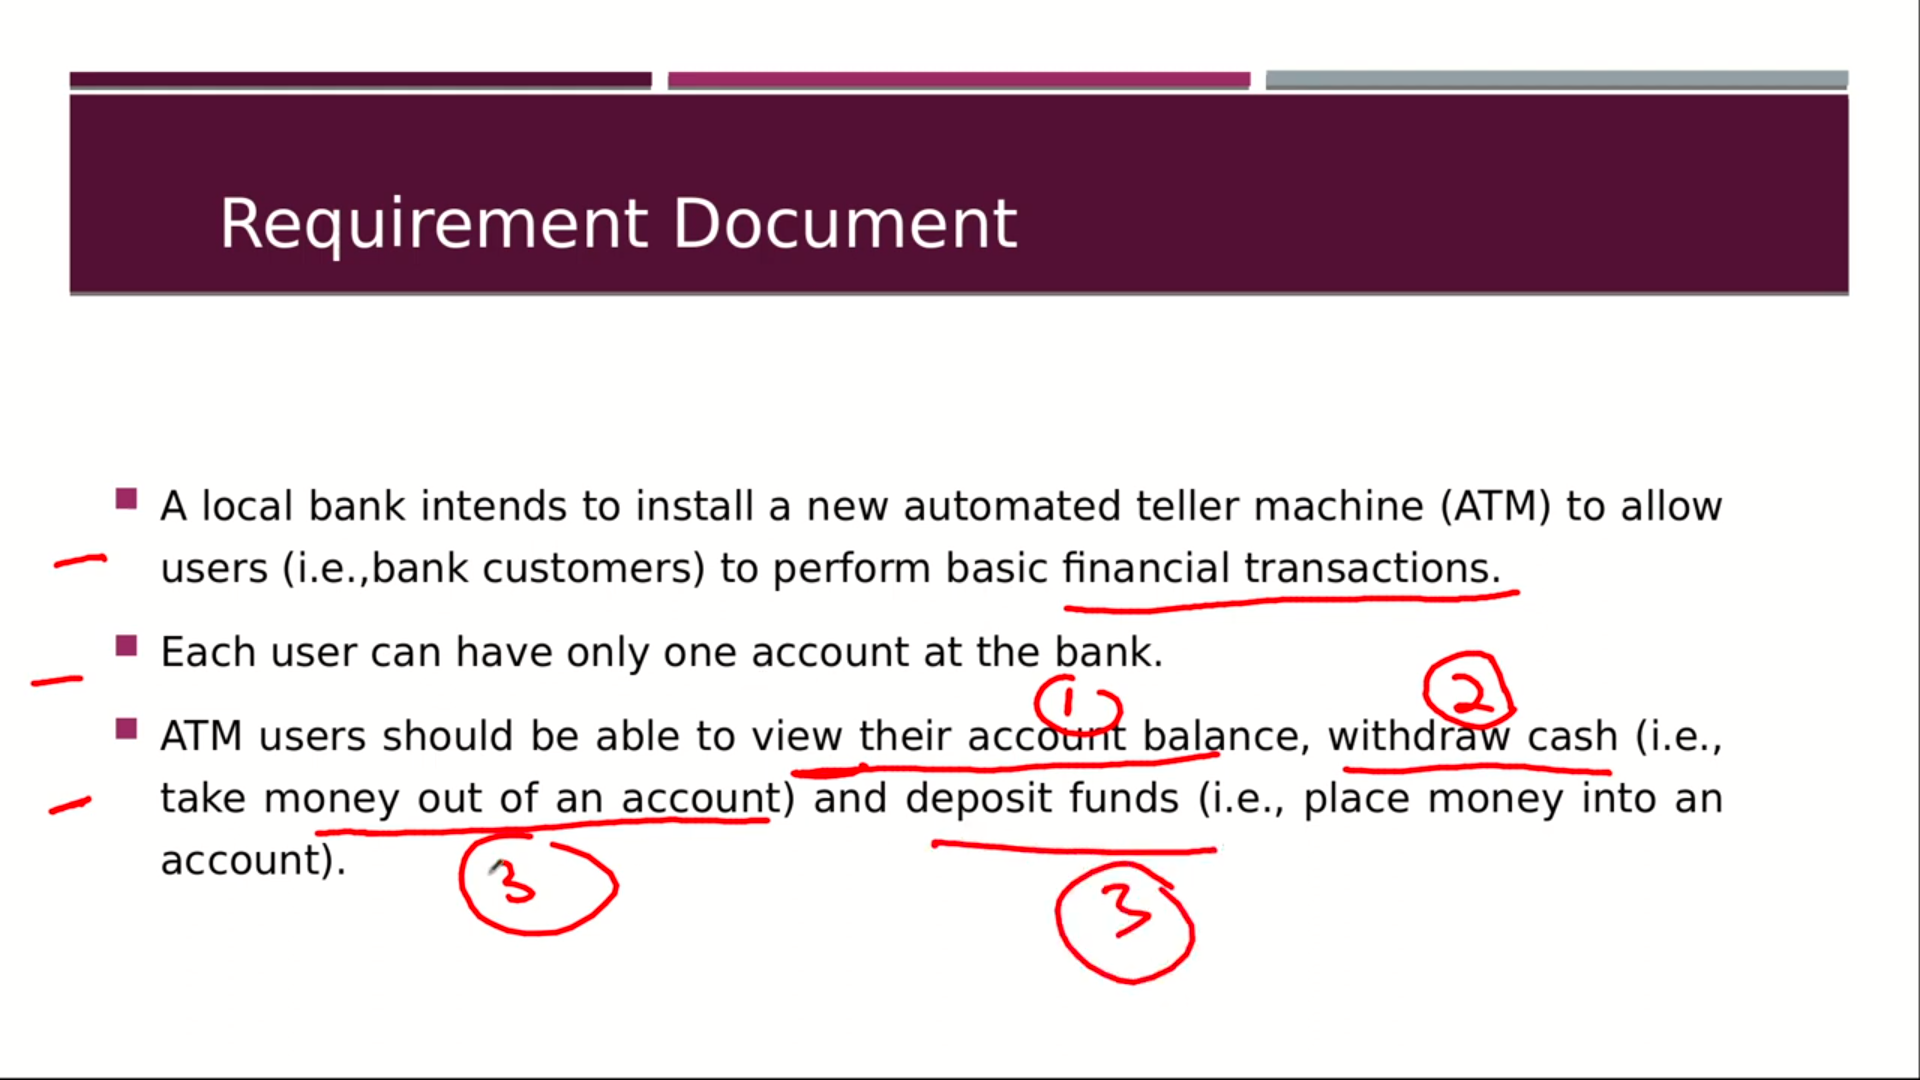 Requirement Document
A local bank intends to install a new automated teller machine (ATM) to allow
users (i.e.,bank customers) to perform basic financial transactions.
Each user can have only one account at the bank.
1
2
ATM users should be able to view their account balance, withdraw cash (i.e.,
take money out of an account) and deposit funds (i.e., place money into an
account).
3
3